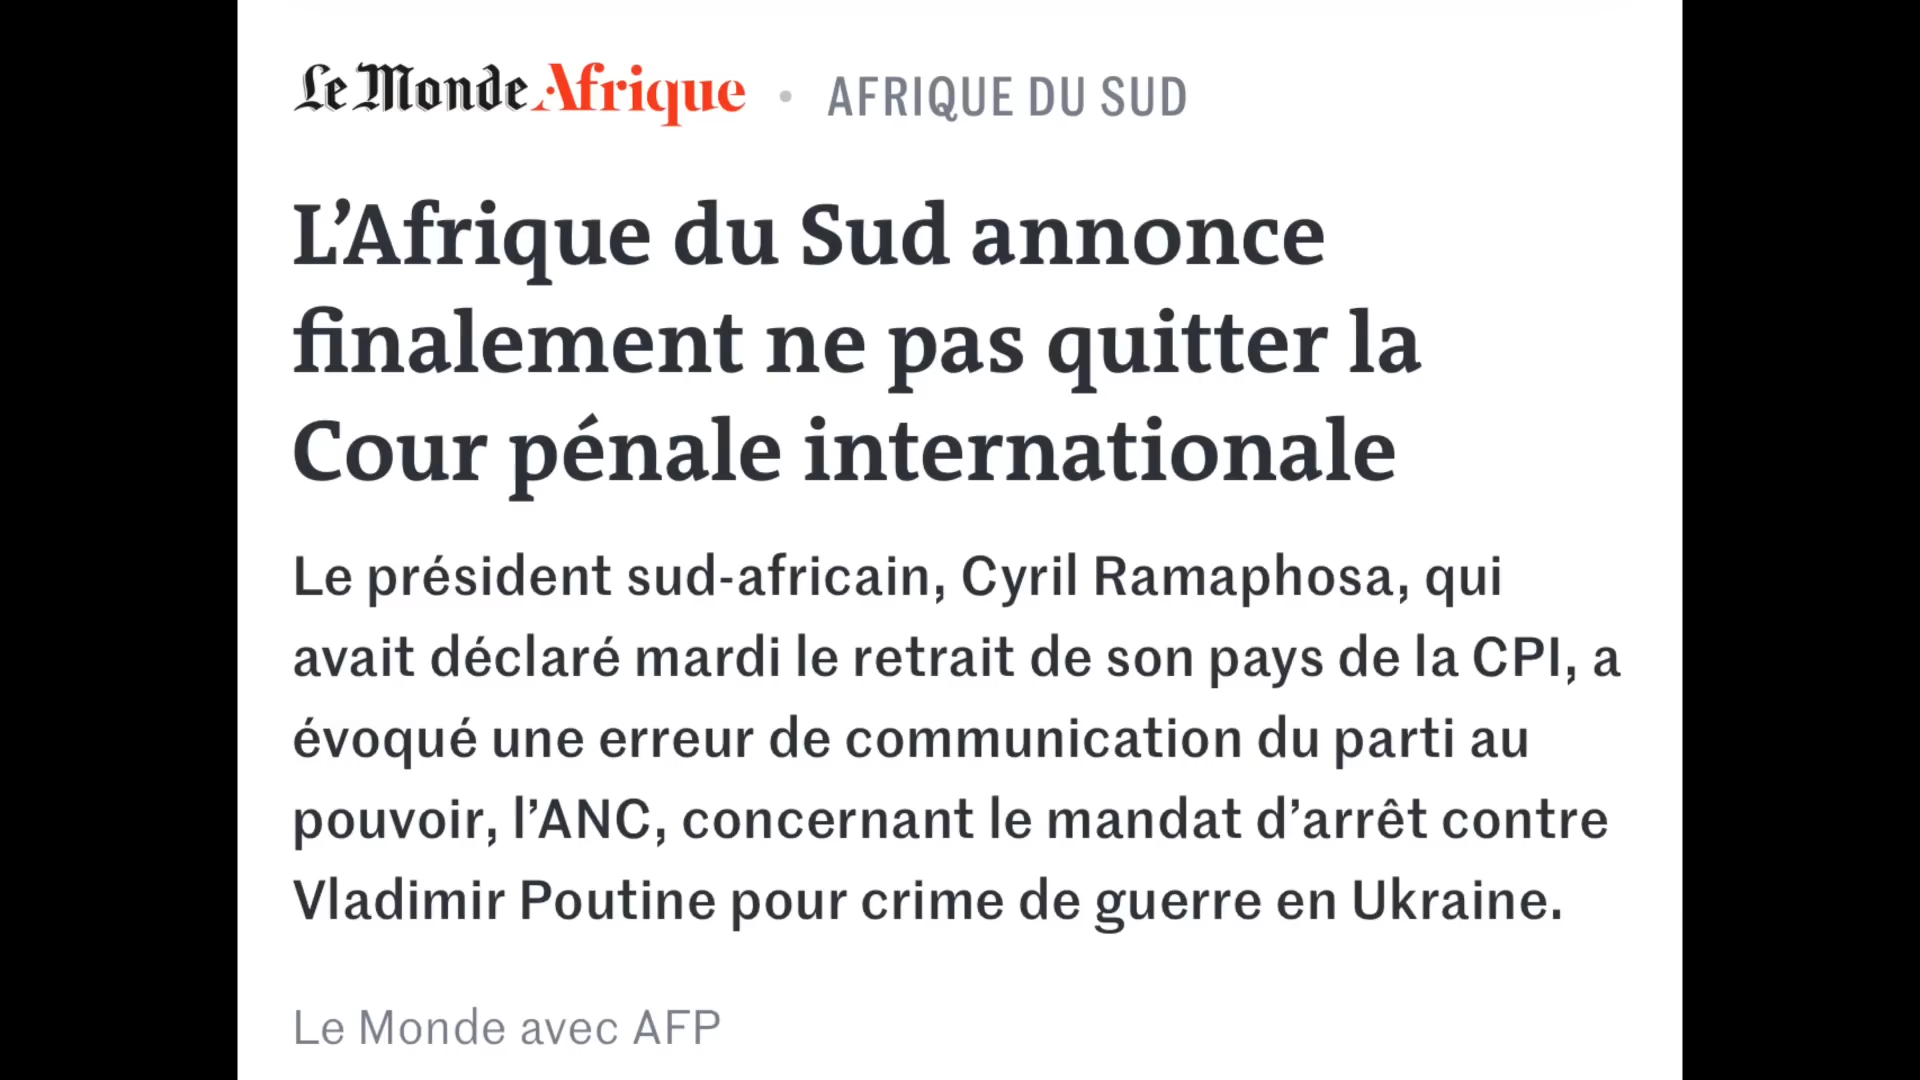 Le Monde Afrique • AFRIQUE DU SUD
L’Afrique du Sud annonce
finalement ne pas quitter la
Cour pénale internationale
Le président sud-africain, Cyril Ramaphosa, qui
avait déclaré mardi le retrait de son pays de la CPI, a
évoqué une erreur de communication du parti au
pouvoir, l’ANC, concernant le mandat d’arrêt contre
Vladimir Poutine pour crime de guerre en Ukraine.
Le Monde avec AFP